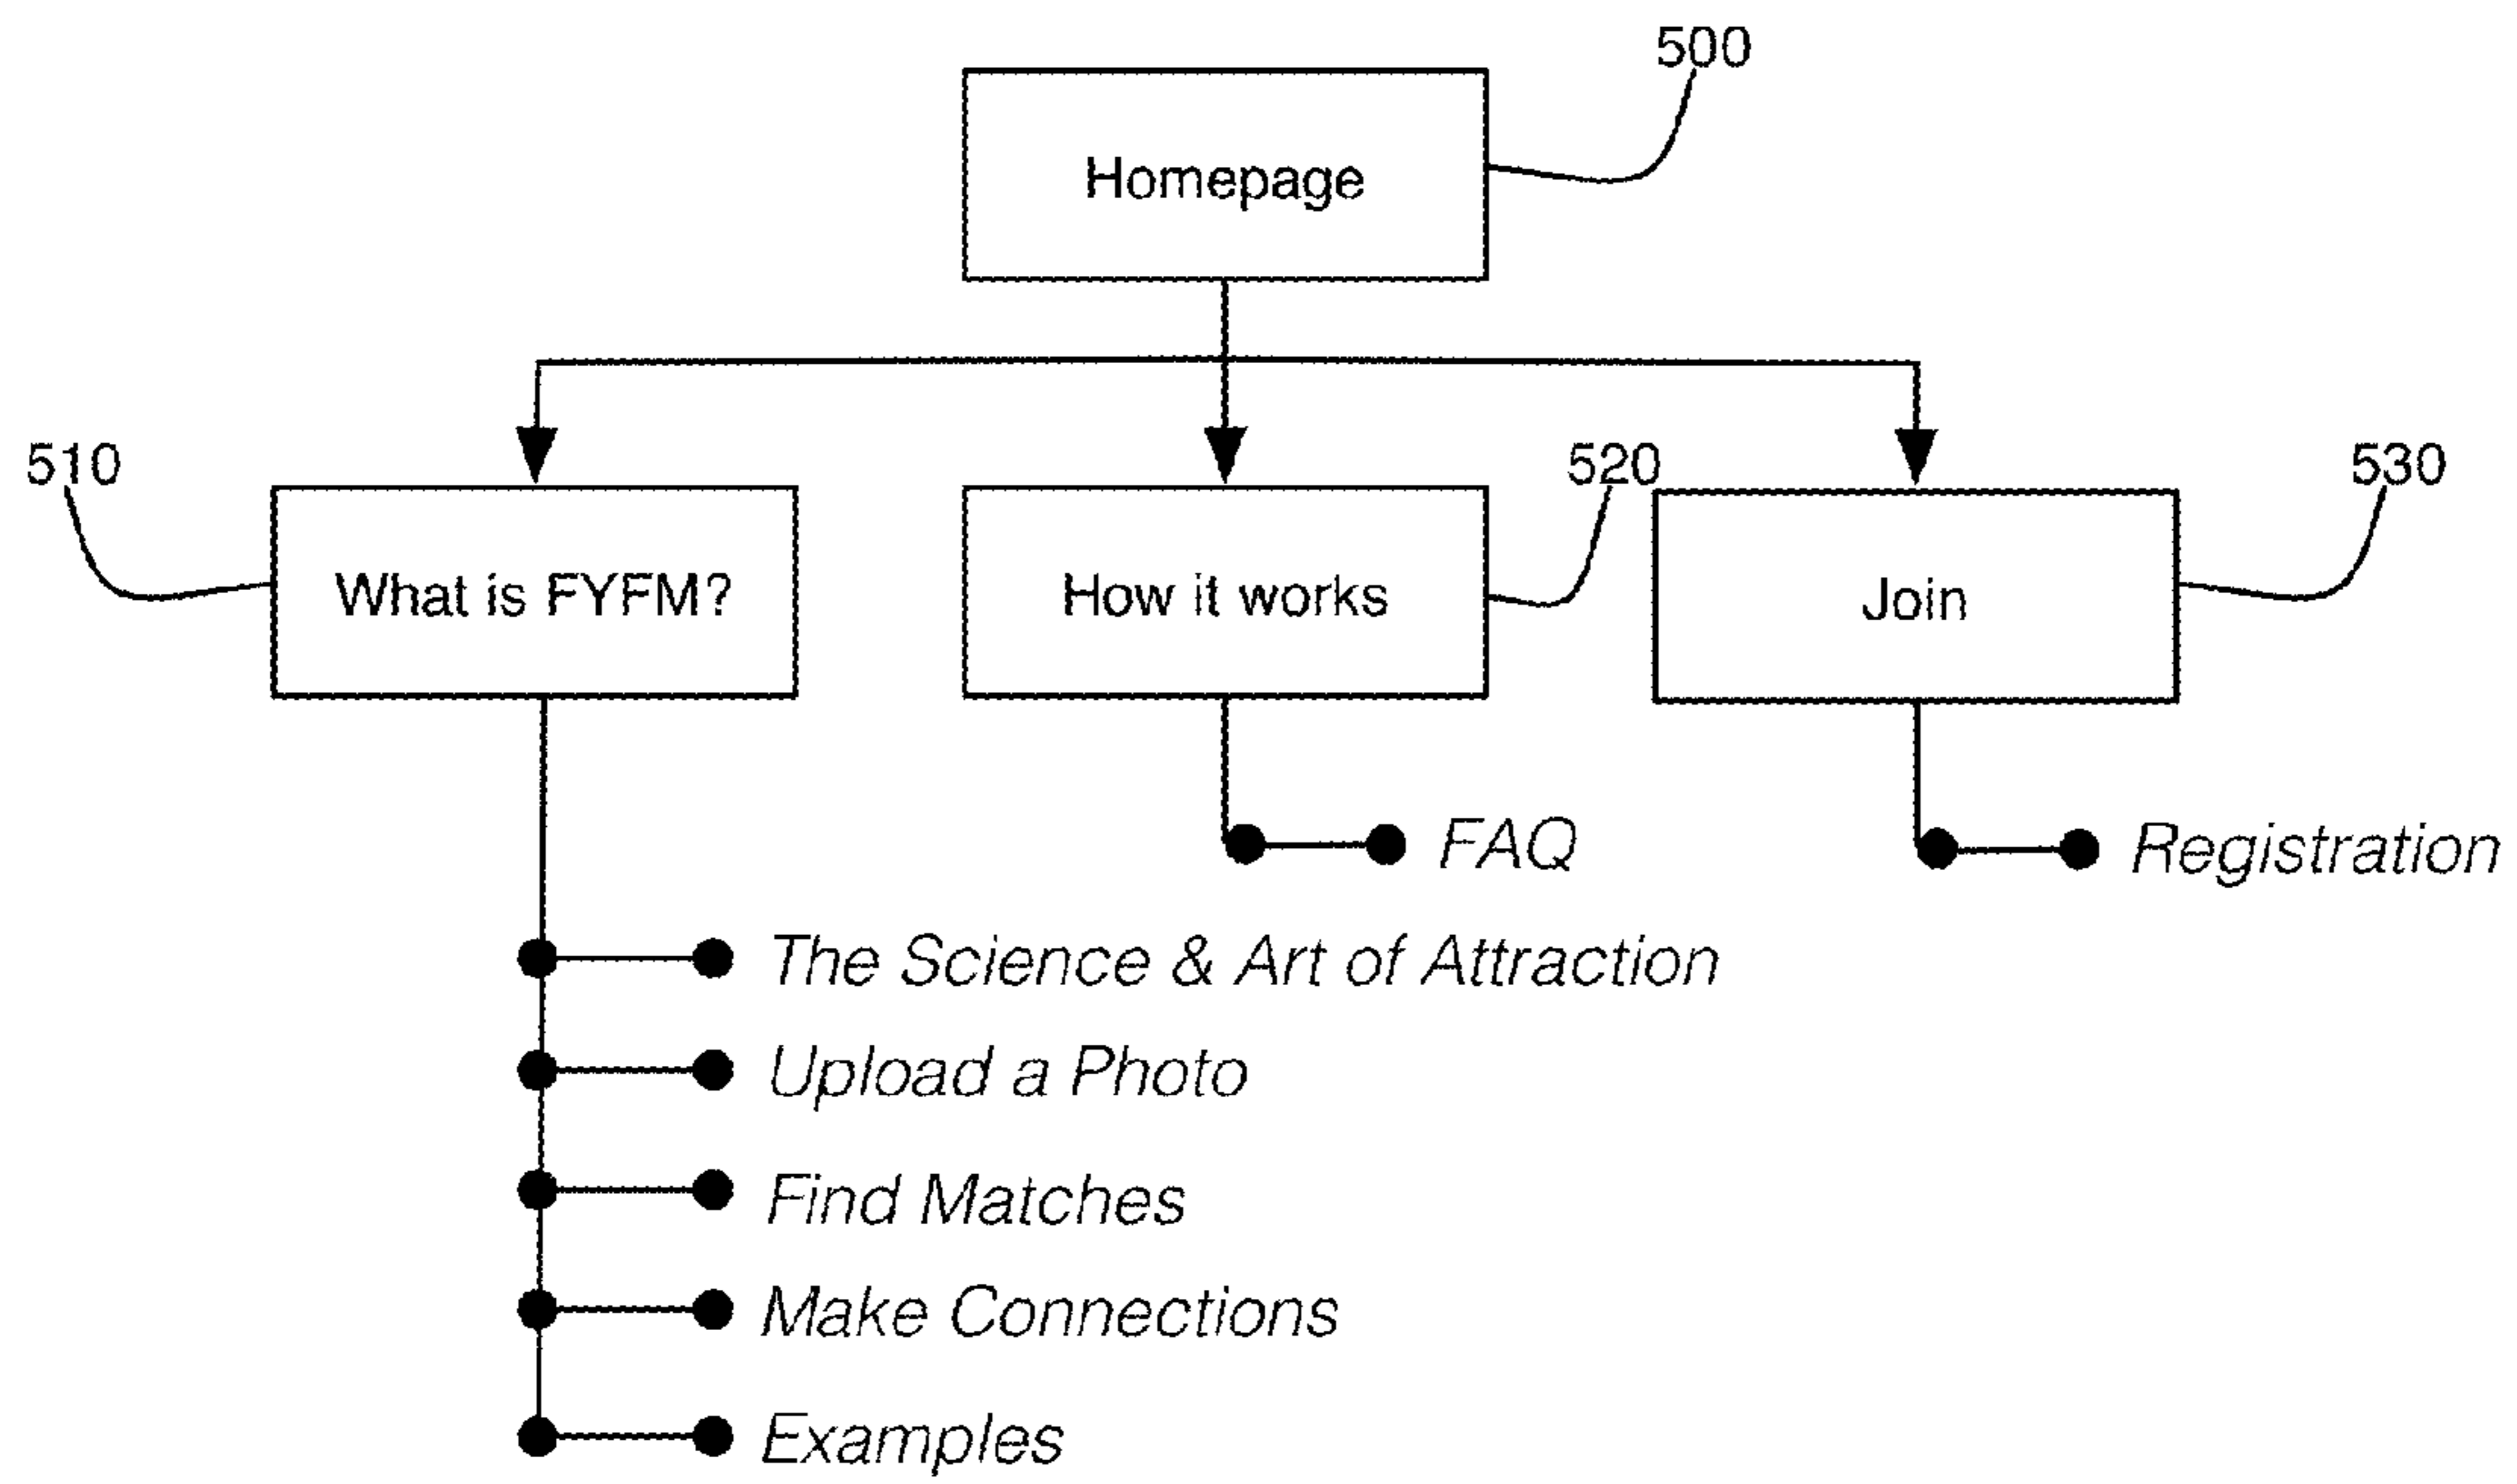 500
Homepage
510
520
530
What is FYFM?
How it works
Join
FAQ
Registration
The Science & Art of Attraction
Upload a Photo
Find Matches
Make Connections
Examples